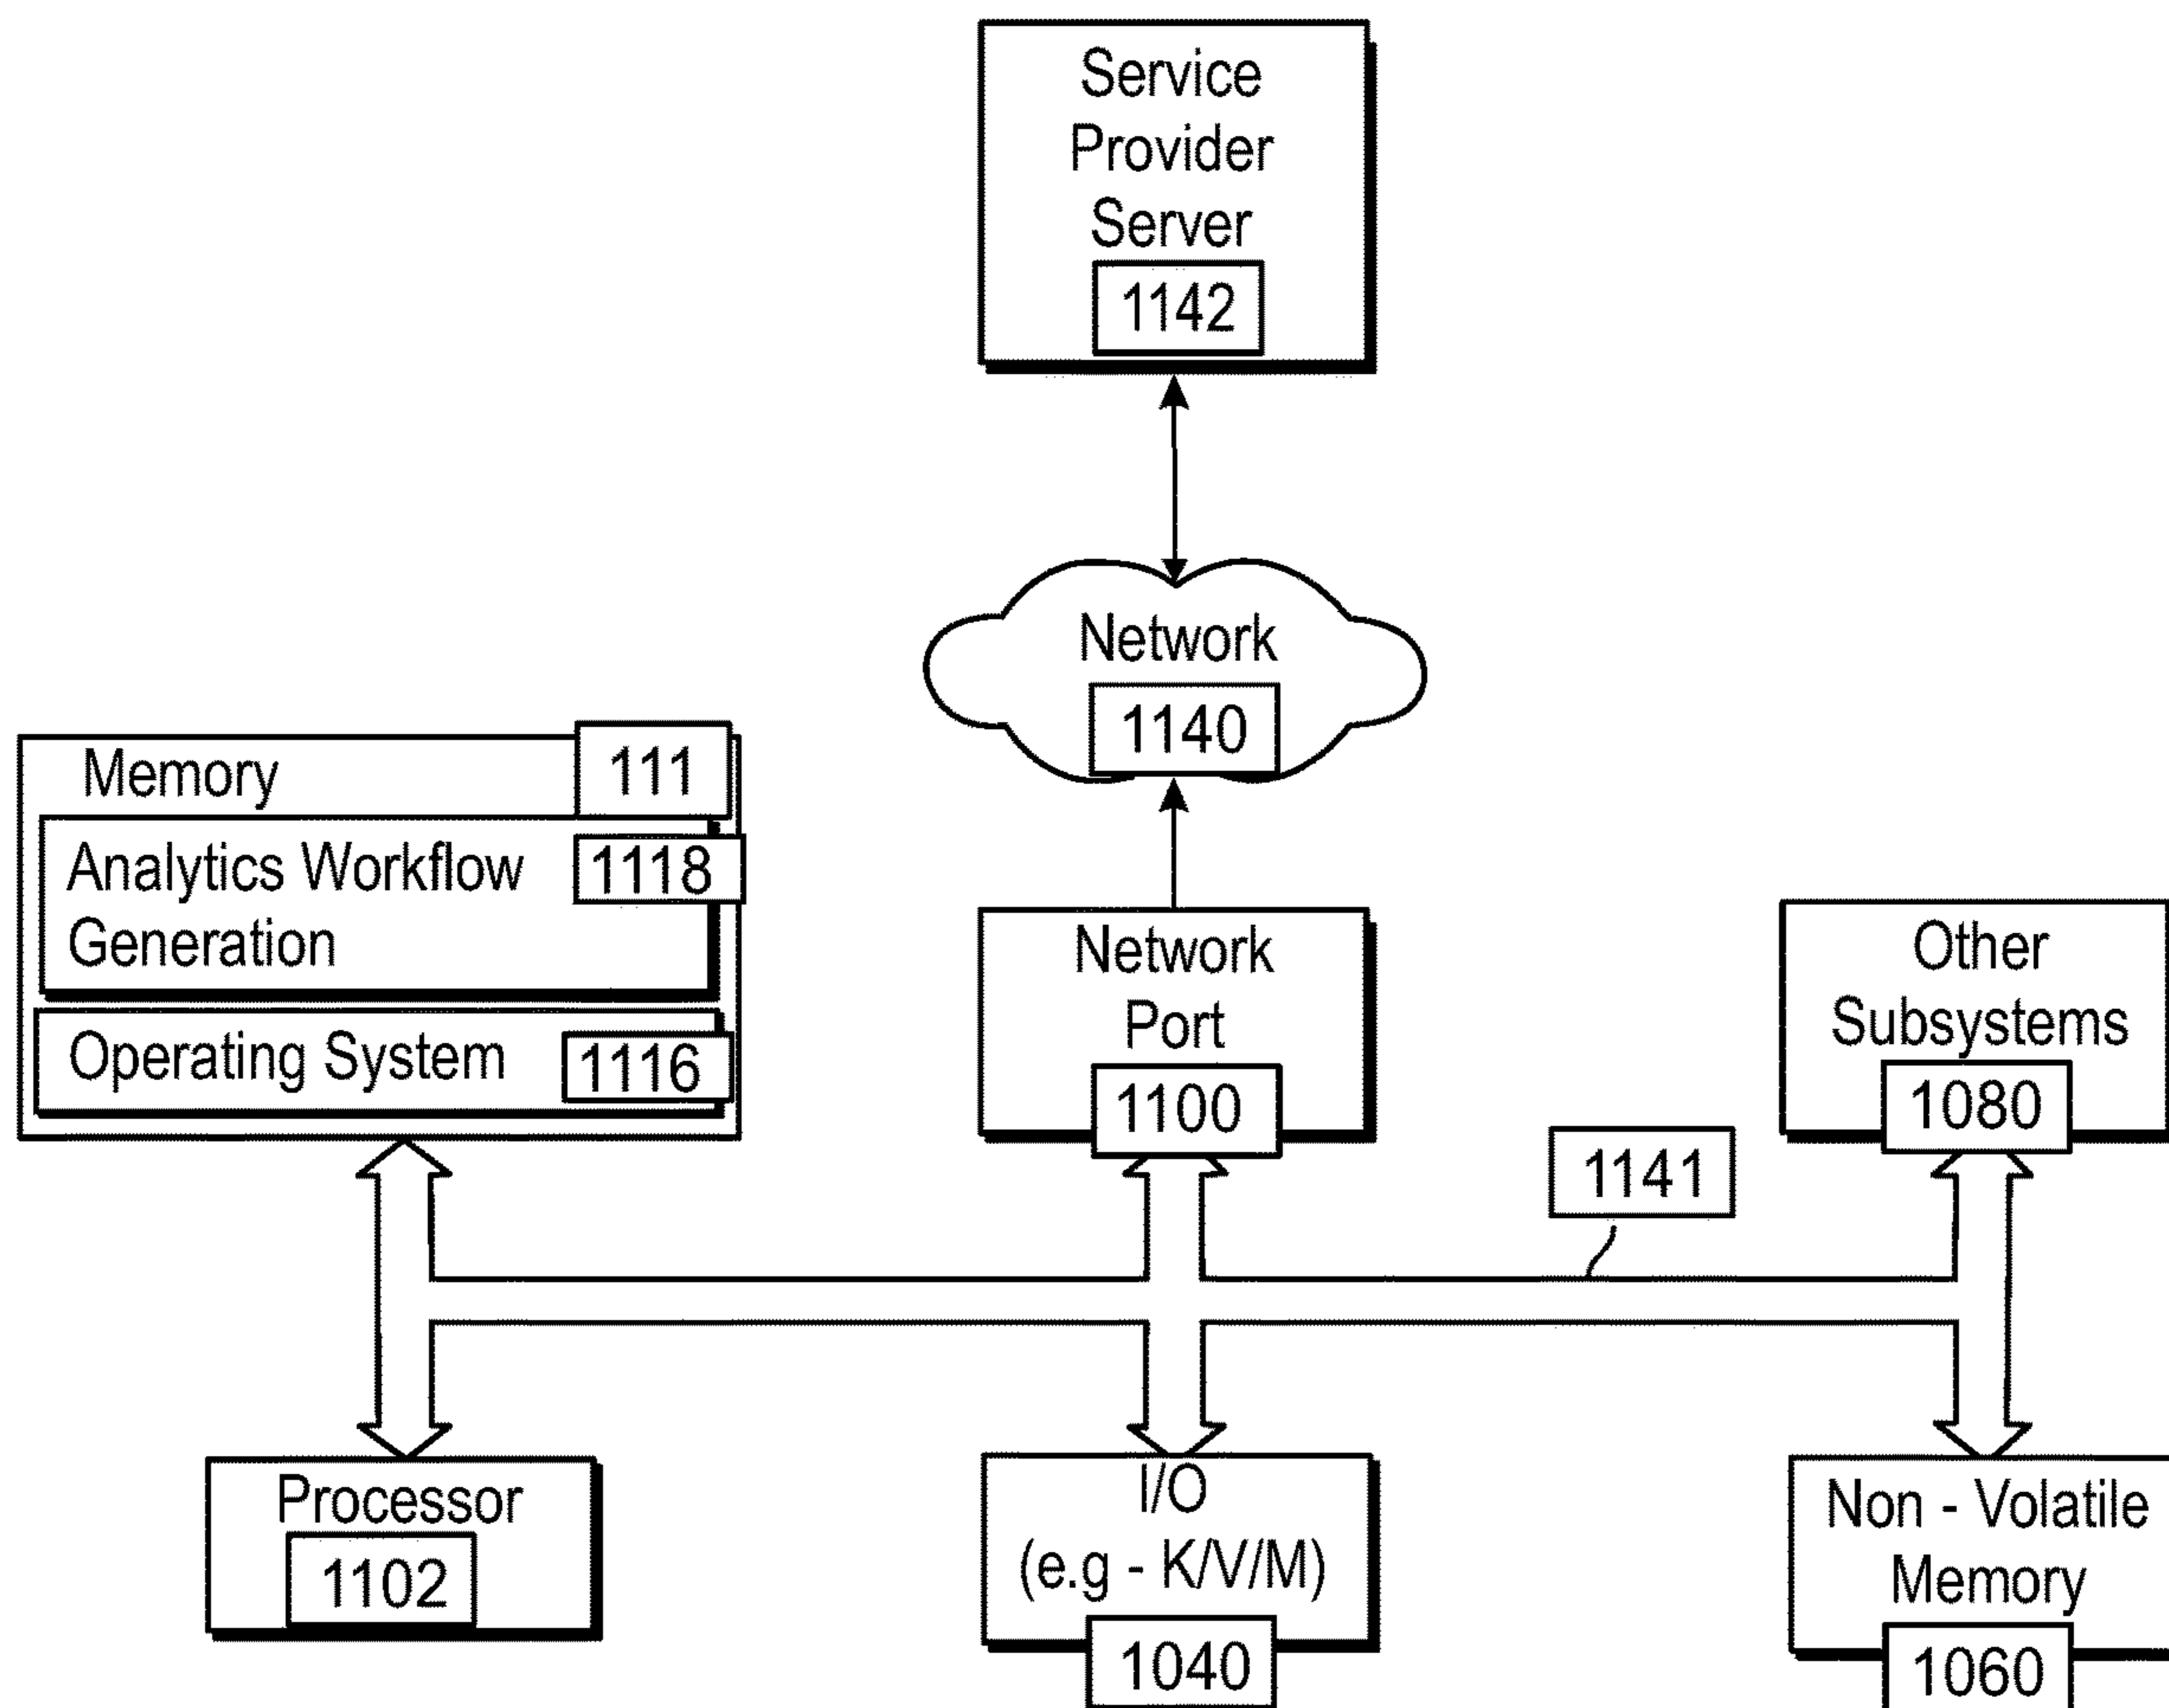 Service
Provider
Server
1142
Network
1140
Memory
111
Analytics Workflow
Generation
1118
Operating System
1116
Network
Port
1100
Other
Subsystems
1080
1141
Processor
1102
I/O
(e.g - K/V/M)
1040
Non - Volatile
Memory
1060